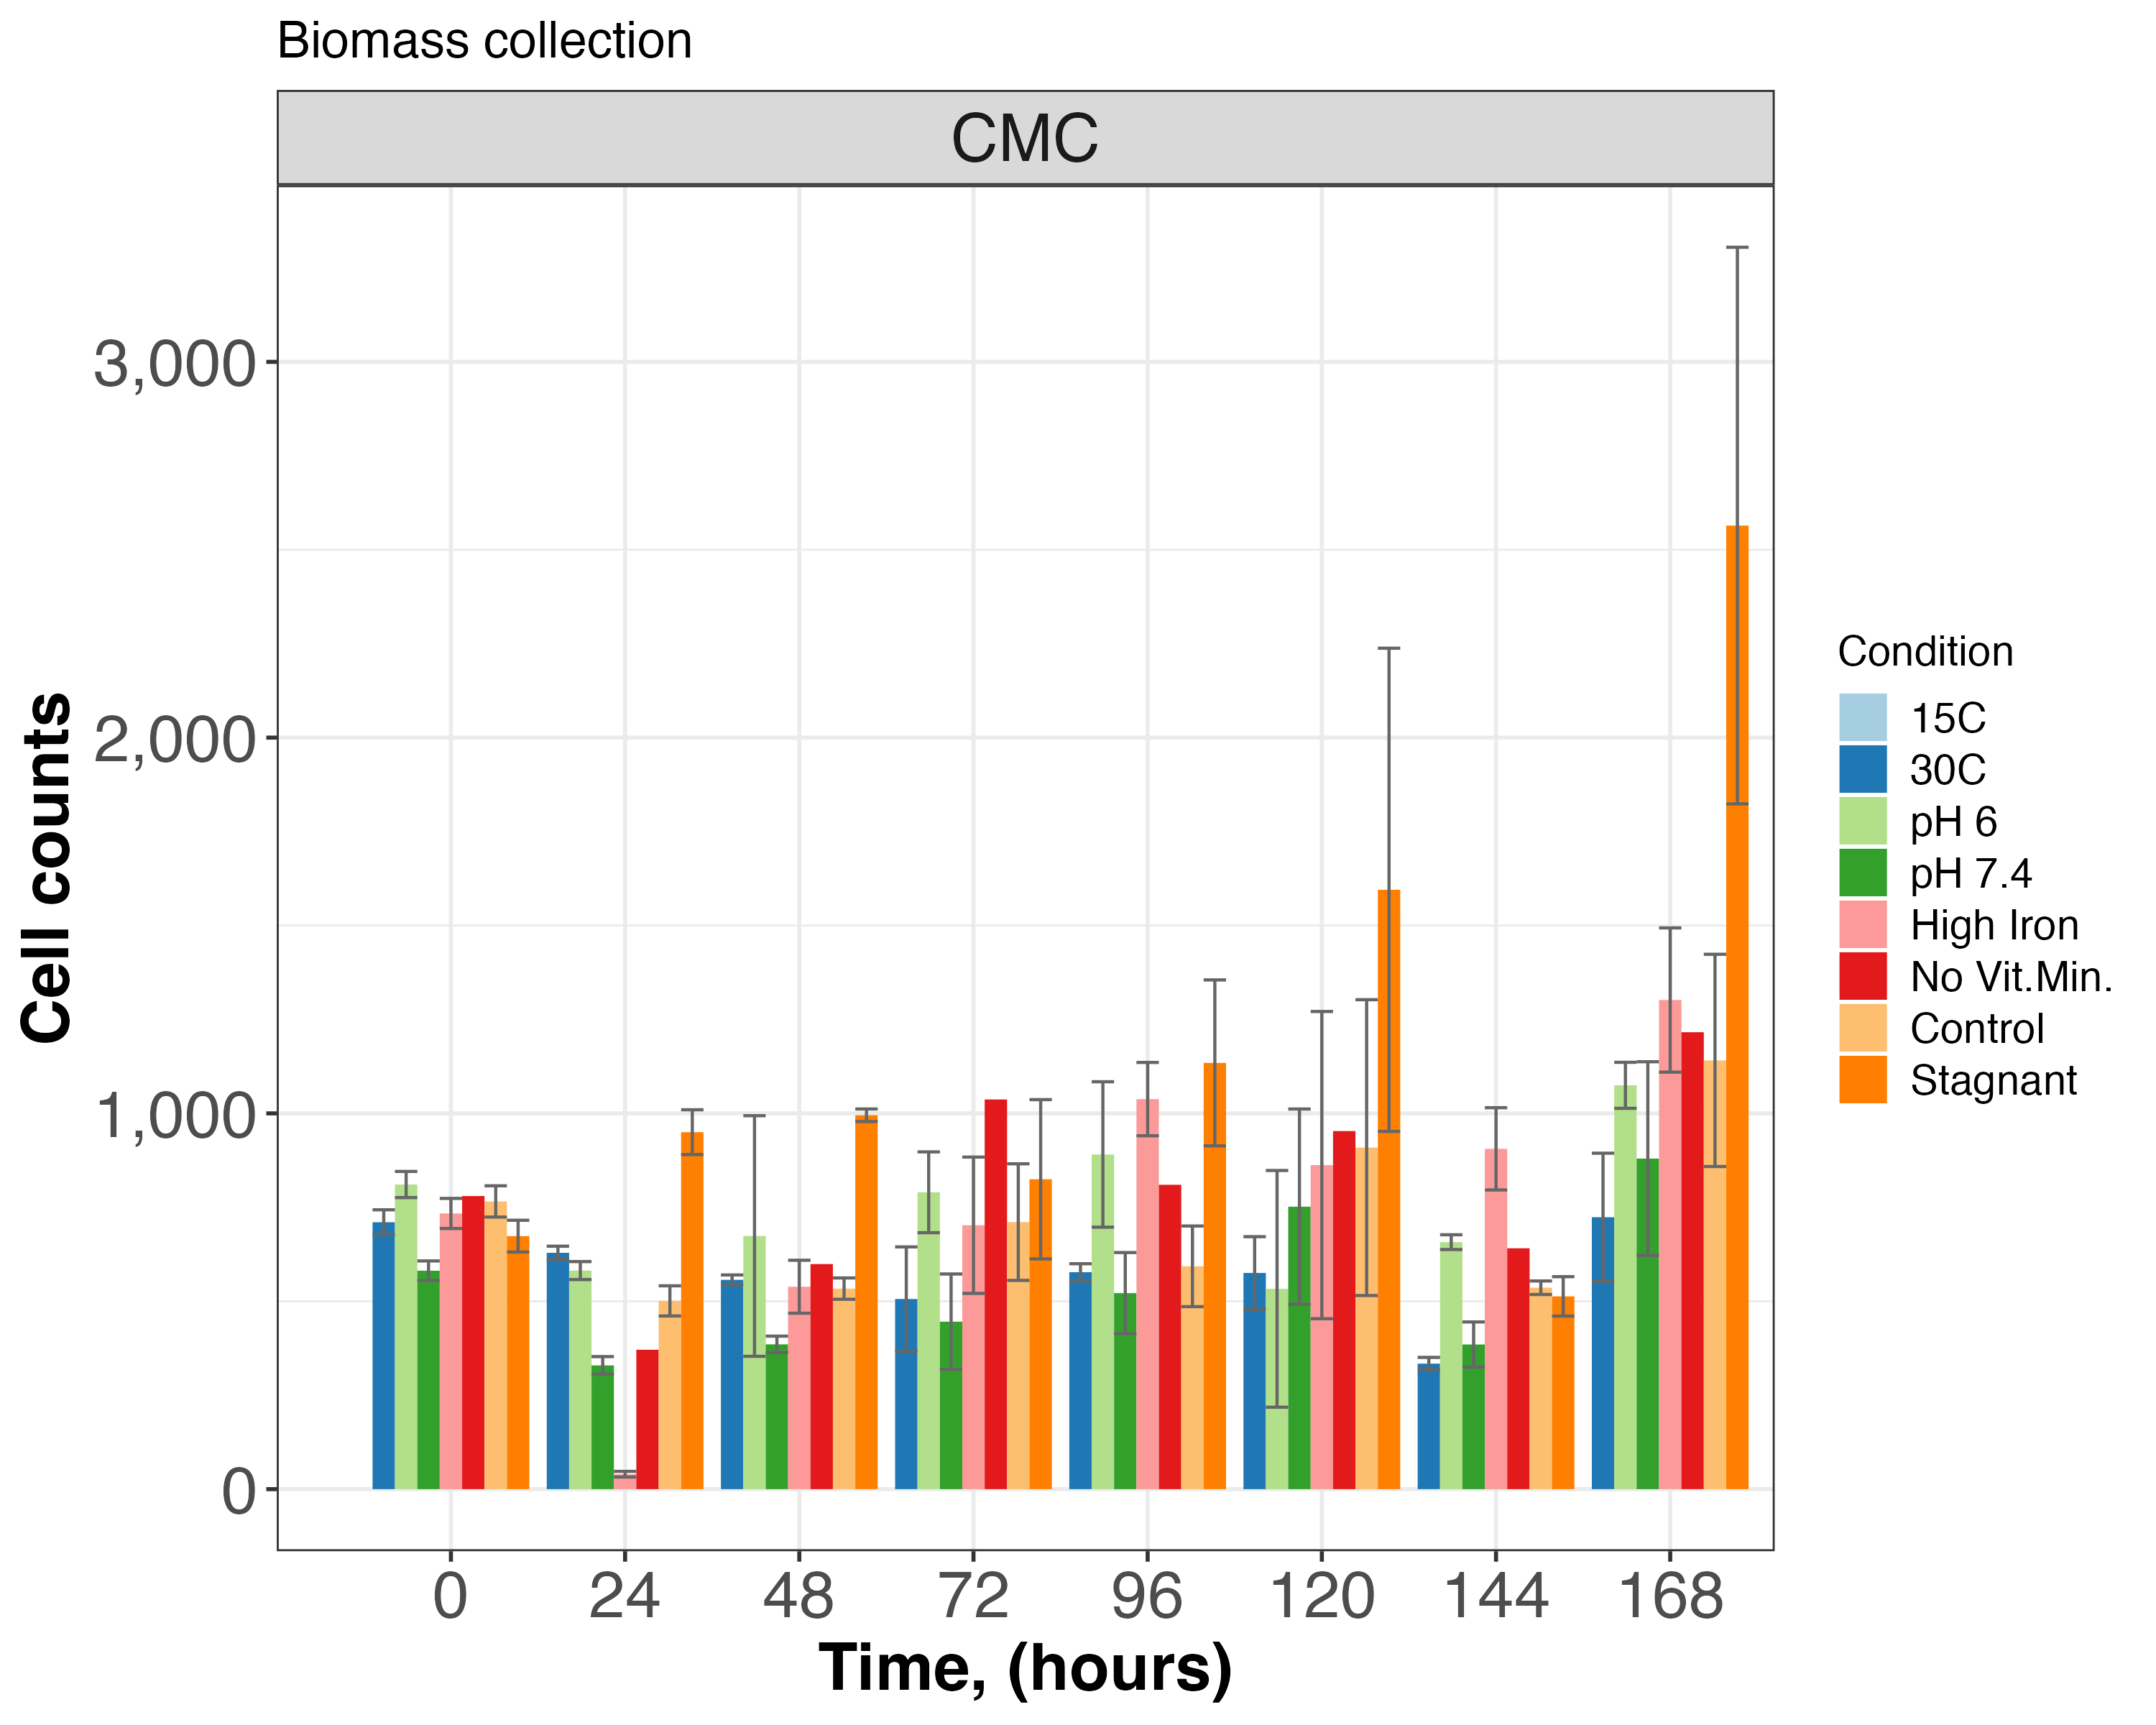 Biomass collection
CMC
Cell counts
3,000
2,000
1,000
0
0 24 48 72 96 120 144 168
Time, (hours)
Condition
15C
30C
pH 6
pH 7.4
High Iron
No Vit.Min.
Control
Stagnant